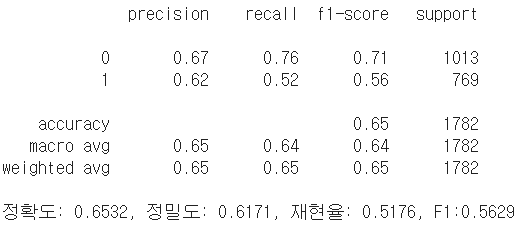 precision recall f1-score support
0 0.67 0.76 0.71 1013
1 0.62 0.52 0.56 769
accuracy 0.65 1782
macro avg 0.65 0.64 0.64 1782
weighted avg 0.65 0.65 0.65 1782
정확도: 0.6532, 정밀도: 0.6171, 재현율: 0.5176, F1:0.5629